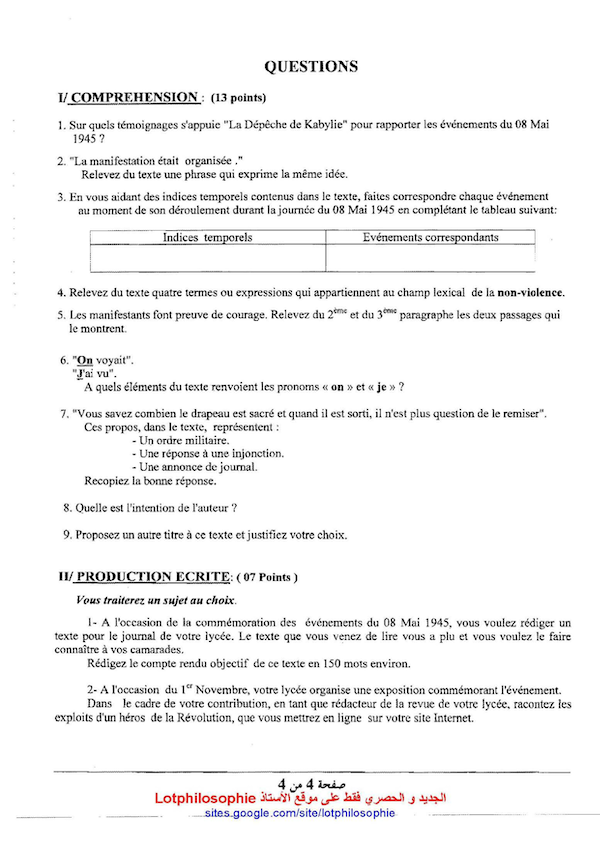 QUESTIONS
I/ COMPREHENSION : (13 points)
1. Sur quels témoignages s'appuie "La Dépêche de Kabylie" pour rapporter les événements du 08 Mai
1945 ?
2. "La manifestation était organisée ."
Relevez du texte une phrase qui exprime la même idée.
3. En vous aidant des indices temporels contenus dans le texte, faites correspondre chaque événement
au moment de son déroulement durant la journée du 08 Mai 1945 en complétant le tableau suivant:
Indices temporels Evénements correspondants
4. Relevez du texte quatre termes ou expressions qui appartiennent au champ lexical de la non-violence.
5. Les manifestants font preuve de courage. Relevez du 2ème et du 3ème paragraphe les deux passages qui
le montrent.
6. "On voyait".
"J'ai vu".
A quels éléments du texte renvoient les pronoms « on » et « je » ?
7. "Vous savez combien le drapeau est sacré et quand il est sorti, il n'est plus question de le remiser".
Ces propos, dans le texte, représentent :
- Un ordre militaire.
- Une réponse à une injonction.
- Une annonce de journal.
Recopiez la bonne réponse.
8. Quelle est l'intention de l'auteur ?
9. Proposez un autre titre à ce texte et justifiez votre choix.
II/ PRODUCTION ECRITE: ( 07 Points )
Vous traiterez un sujet au choix.
1- A l'occasion de la commémoration des événements du 08 Mai 1945, vous voulez rédiger un
texte pour le journal de votre lycée. Le texte que vous venez de lire vous a plu et vous voulez le faire
connaître à vos camarades.
Rédigez le compte rendu objectif de ce texte en 150 mots environ.
2- A l'occasion du 1er Novembre, votre lycée organise une exposition commémorant l'événement.
Dans le cadre de votre contribution, en tant que rédacteur de la revue de votre lycée, racontez les
exploits d'un héros de la Révolution, que vous mettrez en ligne sur votre site Internet.
صفحة 4 من 4
الجديد و الحصري فقط على موقع الأستاذ Lotphilosophie
sites.google.com/site/lotphilosophie